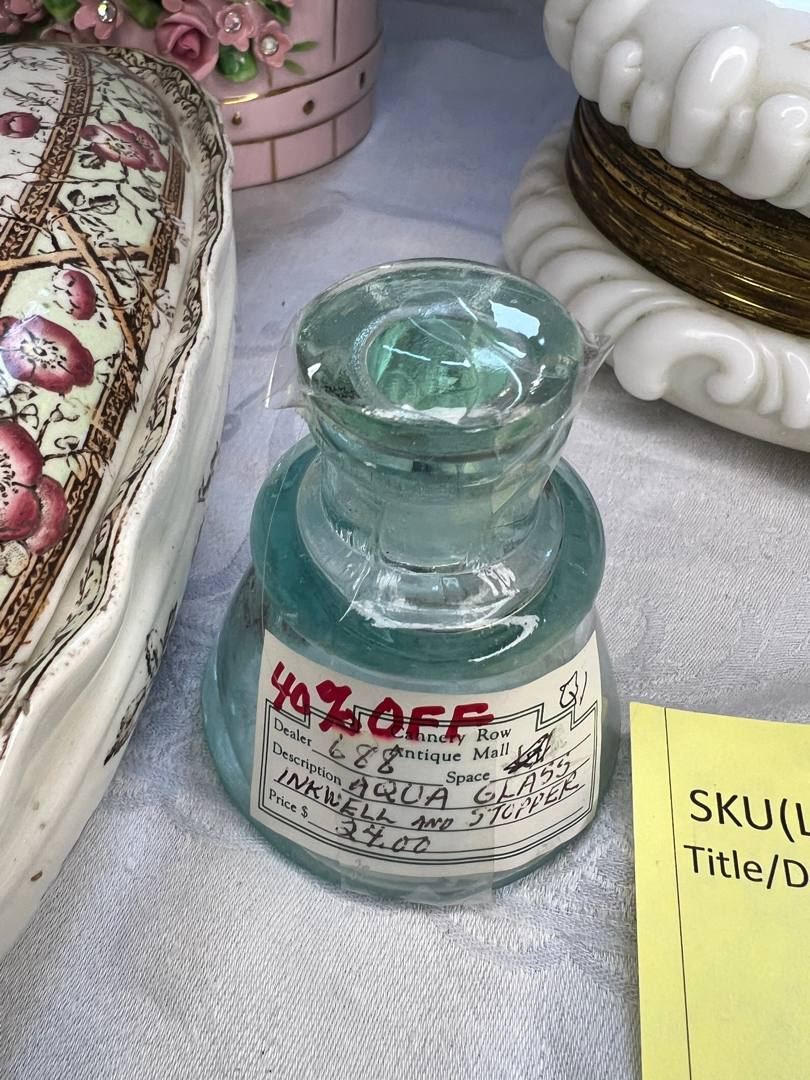 40% OFF
Q1
Cannery Row
Antique Mall
Dealer 688
Space
Description AQUA GLASS
INKWELL AND STOPPER
Price $ 24.00
SKU(L
Title/D